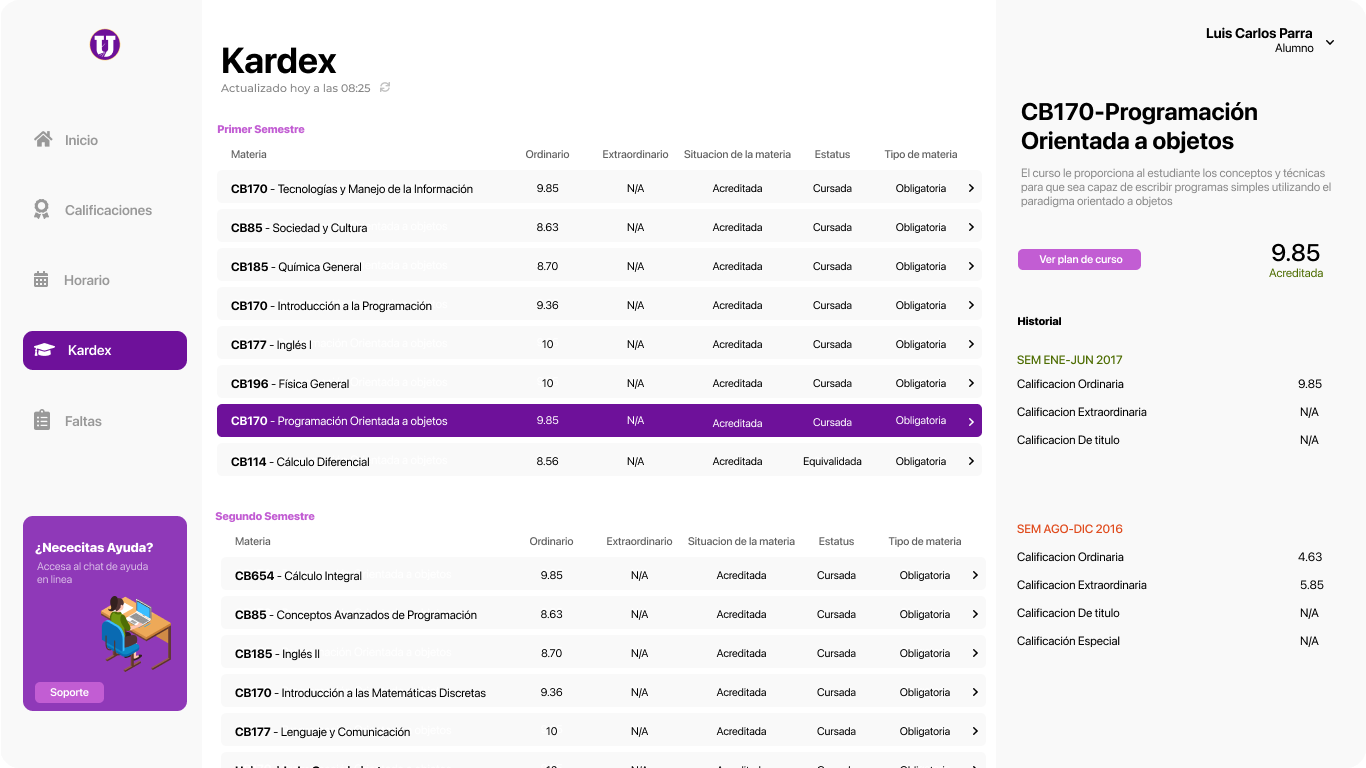 Inicio
Calificaciones
Horario
Kardex
Faltas
¿Nececitas Ayuda?
Accesa al chat de ayuda
en linea
Soporte
Kardex
Actualizado hoy a las 08:25
Primer Semestre
Materia Ordinario Extraordinario Situacion de la materia Estatus Tipo de materia
CB170 - Tecnologías y Manejo de la Información 9.85 N/A Acreditada Cursada Obligatoria
CB85 - Sociedad y Cultura 8.63 N/A Acreditada Cursada Obligatoria
CB185 - Química General 8.70 N/A Acreditada Cursada Obligatoria
CB170 - Introducción a la Programación 9.36 N/A Acreditada Cursada Obligatoria
CB177 - Inglés I 10 N/A Acreditada Cursada Obligatoria
CB196 - Física General 10 N/A Acreditada Cursada Obligatoria
CB170 - Programación Orientada a objetos 9.85 N/A Acreditada Cursada Obligatoria
CB114 - Cálculo Diferencial 8.56 N/A Acreditada Equivalidada Obligatoria
Segundo Semestre
Materia Ordinario Extraordinario Situacion de la materia Estatus Tipo de materia
CB654 - Cálculo Integral 9.85 N/A Acreditada Cursada Obligatoria
CB85 - Conceptos Avanzados de Programación 8.63 N/A Acreditada Cursada Obligatoria
CB185 - Inglés II 8.70 N/A Acreditada Cursada Obligatoria
CB170 - Introducción a las Matemáticas Discretas 9.36 N/A Acreditada Cursada Obligatoria
CB177 - Lenguaje y Comunicación 10 N/A Acreditada Cursada Obligatoria
Luis Carlos Parra
Alumno
CB170-Programación
Orientada a objetos
El curso le proporciona al estudiante los conceptos y técnicas
para que sea capaz de escribir programas simples utilizando el
paradigma orientado a objetos
Ver plan de curso
9.85
Acreditada
Historial
SEM ENE-JUN 2017
Calificacion Ordinaria 9.85
Calificacion Extraordinaria N/A
Calificacion De titulo N/A
SEM AGO-DIC 2016
Calificacion Ordinaria 4.63
Calificacion Extraordinaria 5.85
Calificacion De titulo N/A
Calificación Especial N/A